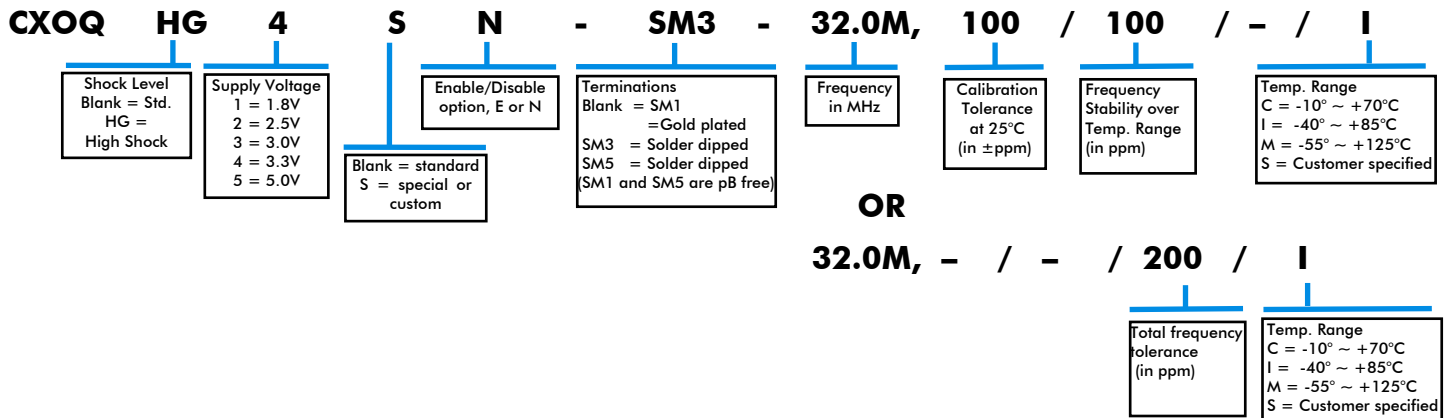 CXOQ HG 4 S N - SM3 - 32.0M, 100 / 100 / – / I
Shock Level
Blank = Std.
HG =
High Shock
Supply Voltage
1 = 1.8V
2 = 2.5V
3 = 3.0V
4 = 3.3V
5 = 5.0V
Blank = standard
S = special or
custom
Enable/Disable
option, E or N
Terminations
Blank = SM1
=Gold plated
SM3 = Solder dipped
SM5 = Solder dipped
(SM1 and SM5 are pB free)
Frequency
in MHz
Calibration
Tolerance
at 25°C
(in ±ppm)
Frequency
Stability over
Temp. Range
(in ppm)
Temp. Range
C = -10° ~ +70°C
I = -40° ~ +85°C
M = -55° ~ +125°C
S = Customer specified
OR
32.0M, – / – / 200 / I
Total frequency
tolerance
(in ppm)
Temp. Range
C = -10° ~ +70°C
I = -40° ~ +85°C
M = -55° ~ +125°C
S = Customer specified